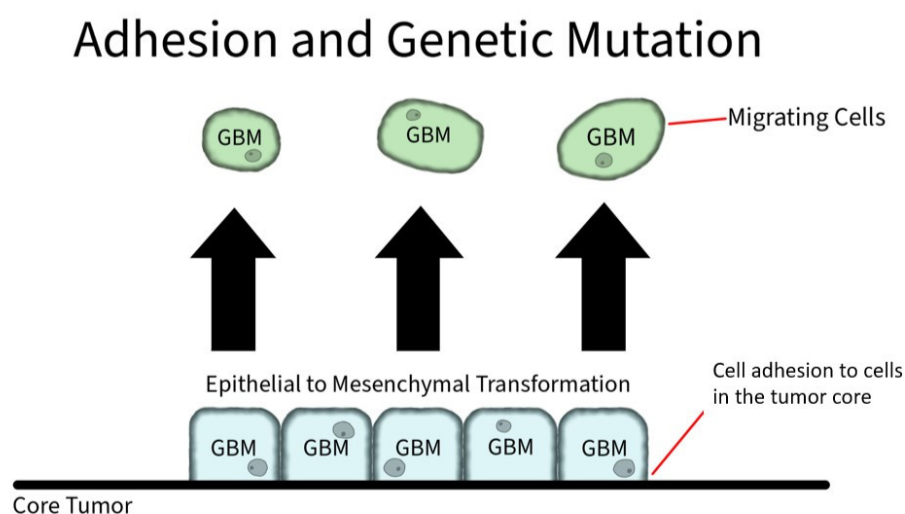 Adhesion and Genetic Mutation
GBM
GBM
GBM
Migrating Cells
Epithelial to Mesenchymal Transformation
Cell adhesion to cells
in the tumor core
GBM
GBM
GBM
GBM
GBM
Core Tumor